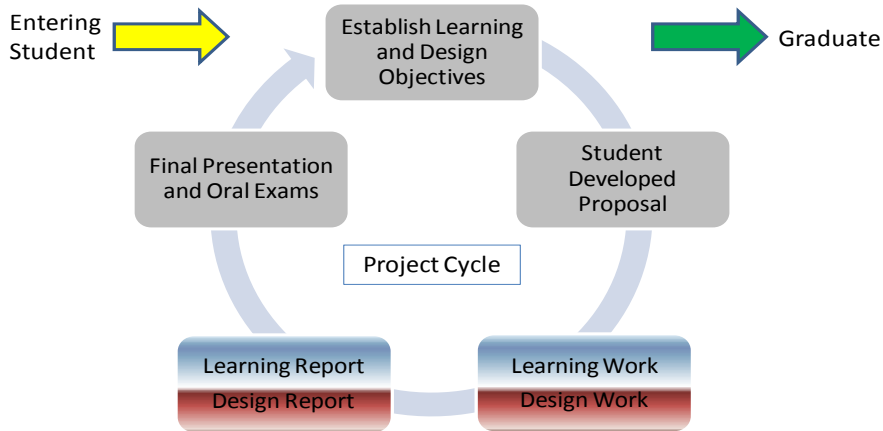 Entering
Student
Establish Learning
and Design
Objectives
Graduate
Final Presentation
and Oral Exams
Student
Developed
Proposal
Project Cycle
Learning Report
Design Report
Learning Work
Design Work